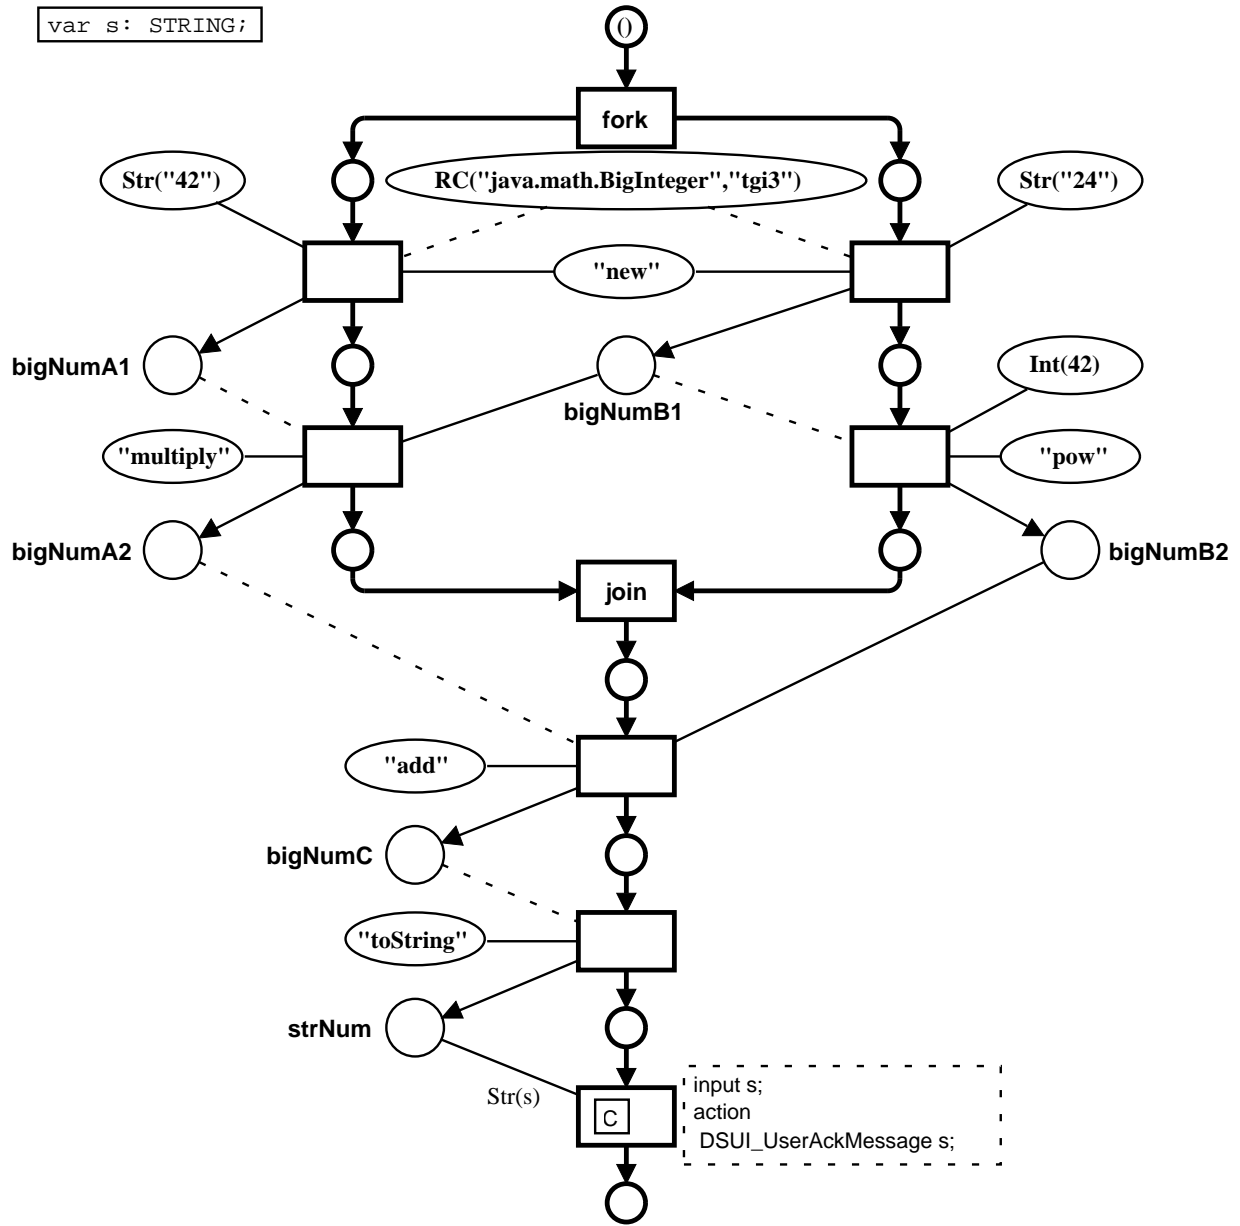 var s: STRING;
()
fork
Str("42")
RC("java.math.BigInteger","tgi3")
Str("24")
"new"
bigNumA1
Int(42)
bigNumB1
"multiply"
"pow"
bigNumA2
bigNumB2
join
"add"
bigNumC
"toString"
strNum
Str(s)
C
input s;
action
DSUI_UserAckMessage s;